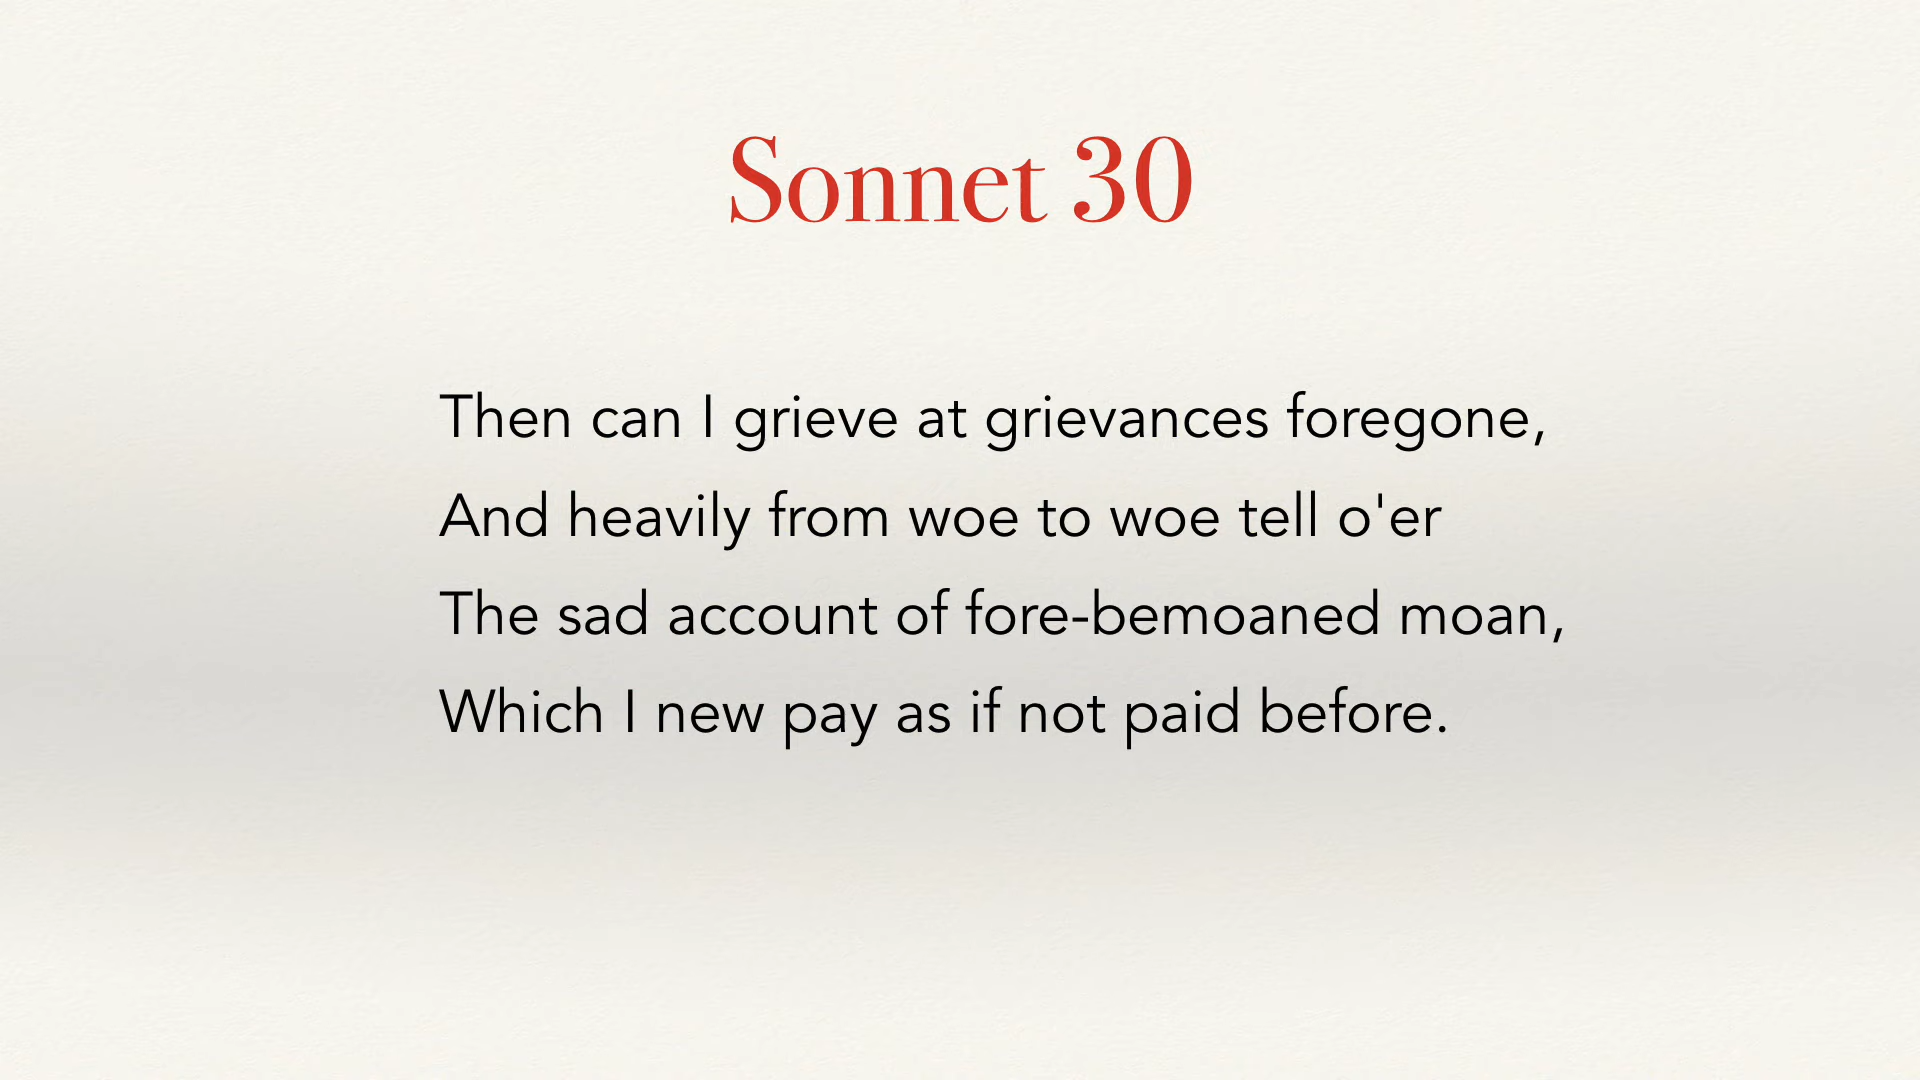 Sonnet 30
Then can I grieve at grievances foregone,
And heavily from woe to woe tell o'er
The sad account of fore-bemoaned moan,
Which I new pay as if not paid before.